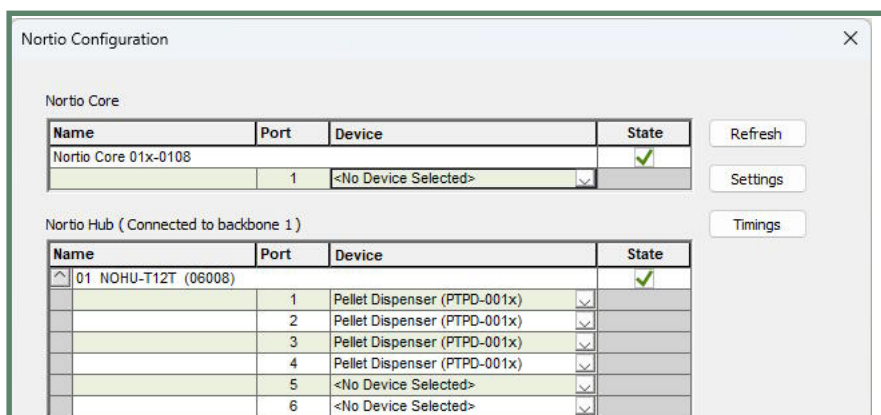 Nortio Configuration
Nortio Core
Name Port Device State Refresh
Nortio Core 01x-0108
1 <No Device Selected> Settings
Nortio Hub ( Connected to backbone 1 ) Timings
Name Port Device State
01 NOHU-T12T (06008)
1 Pellet Dispenser (PTPD-001x)
2 Pellet Dispenser (PTPD-001x)
3 Pellet Dispenser (PTPD-001x)
4 Pellet Dispenser (PTPD-001x)
5 <No Device Selected>
6 <No Device Selected>